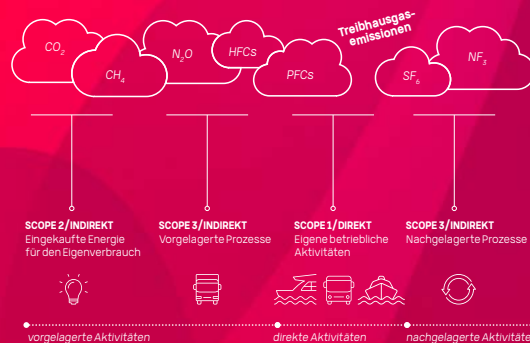 Treibhausgas-
emissionen
CO₂
CH₄
N₂O
HFCs
PFCs
SF₆
NF₃
SCOPE 2/INDIREKT
Eingekaufte Energie
für den Eigenverbrauch
SCOPE 3/INDIREKT
Vorgelagerte Prozesse
SCOPE 1/DIREKT
Eigene betriebliche
Aktivitäten
SCOPE 3/INDIREKT
Nachgelagerte Prozesse
vorgelagerte Aktivitäten
direkte Aktivitäten
nachgelagerte Aktivitäte